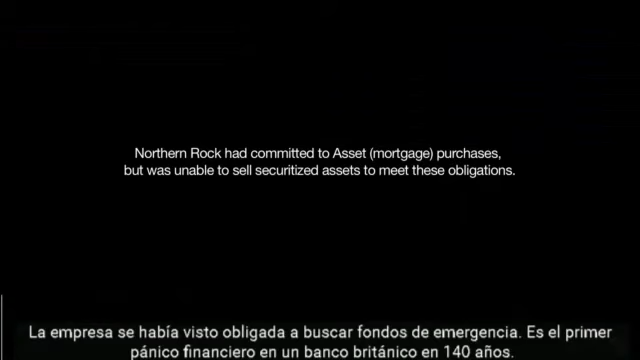 Northern Rock had committed to Asset (mortgage) purchases,
but was unable to sell securitized assets to meet these obligations.
La empresa se había visto obligada a buscar fondos de emergencia. Es el primer
pánico financiero en un banco británico en 140 años.